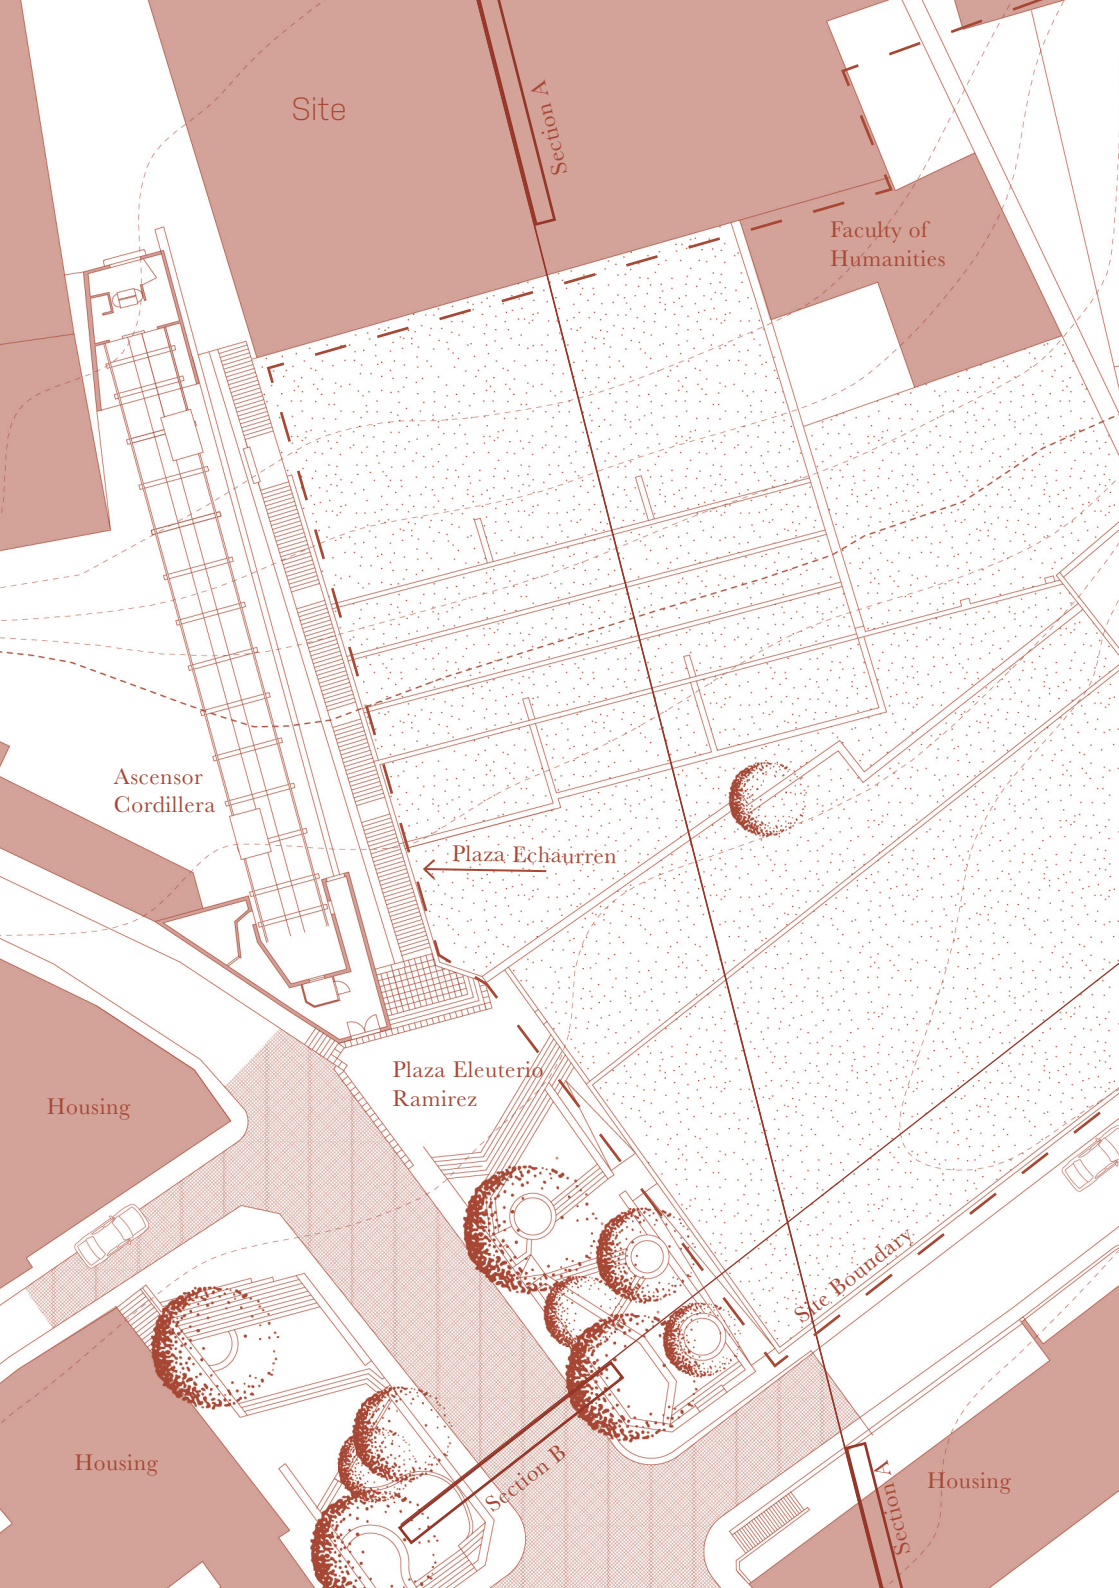 Site
Section A
Faculty of
Humanities
Ascensor
Cordillera
Plaza Echaurren
Plaza Eleuterio
Ramirez
Housing
Site Boundary
Housing
Section B
Section A
Housing